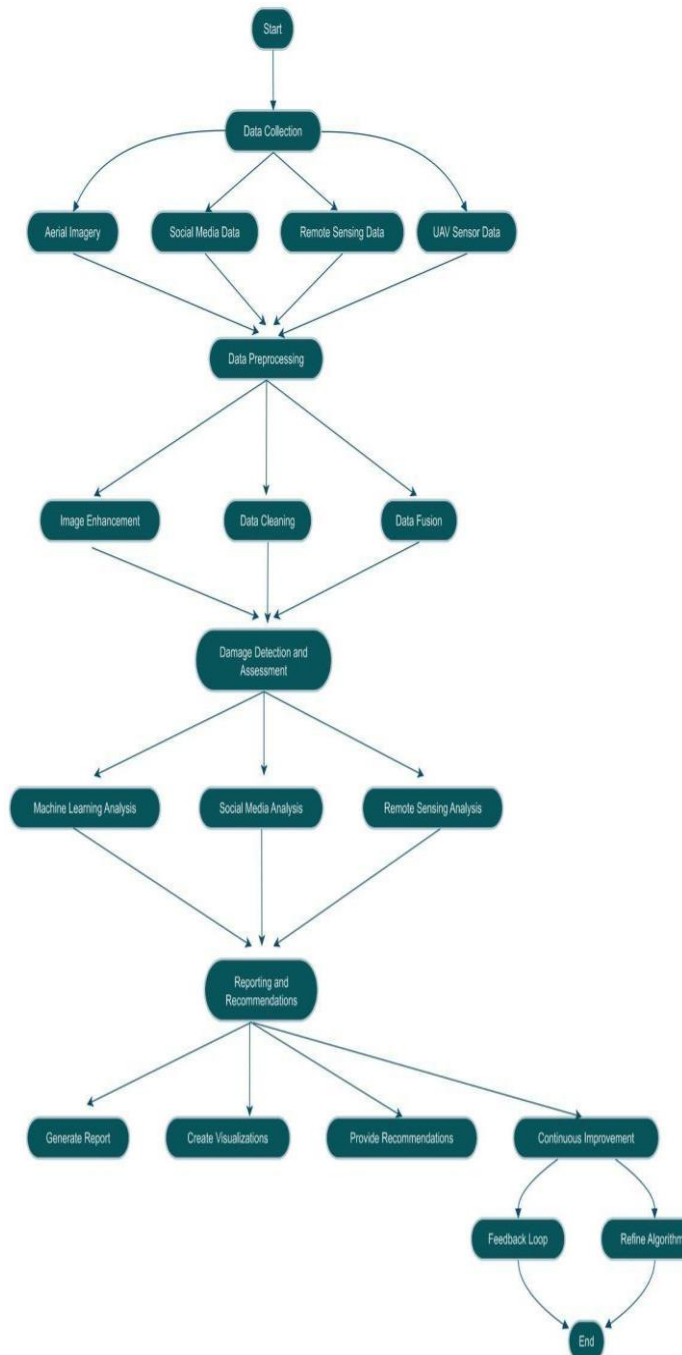 Start
Data Collection
Aerial Imagery
Social Media Data
Remote Sensing Data
UAV Sensor Data
Data Preprocessing
Image Enhancement
Data Cleaning
Data Fusion
Damage Detection and
Assessment
Machine Learning Analysis
Social Media Analysis
Remote Sensing Analysis
Reporting and
Recommendations
Generate Report
Create Visualizations
Provide Recommendations
Continuous Improvement
Feedback Loop
Refine Algorithm
End